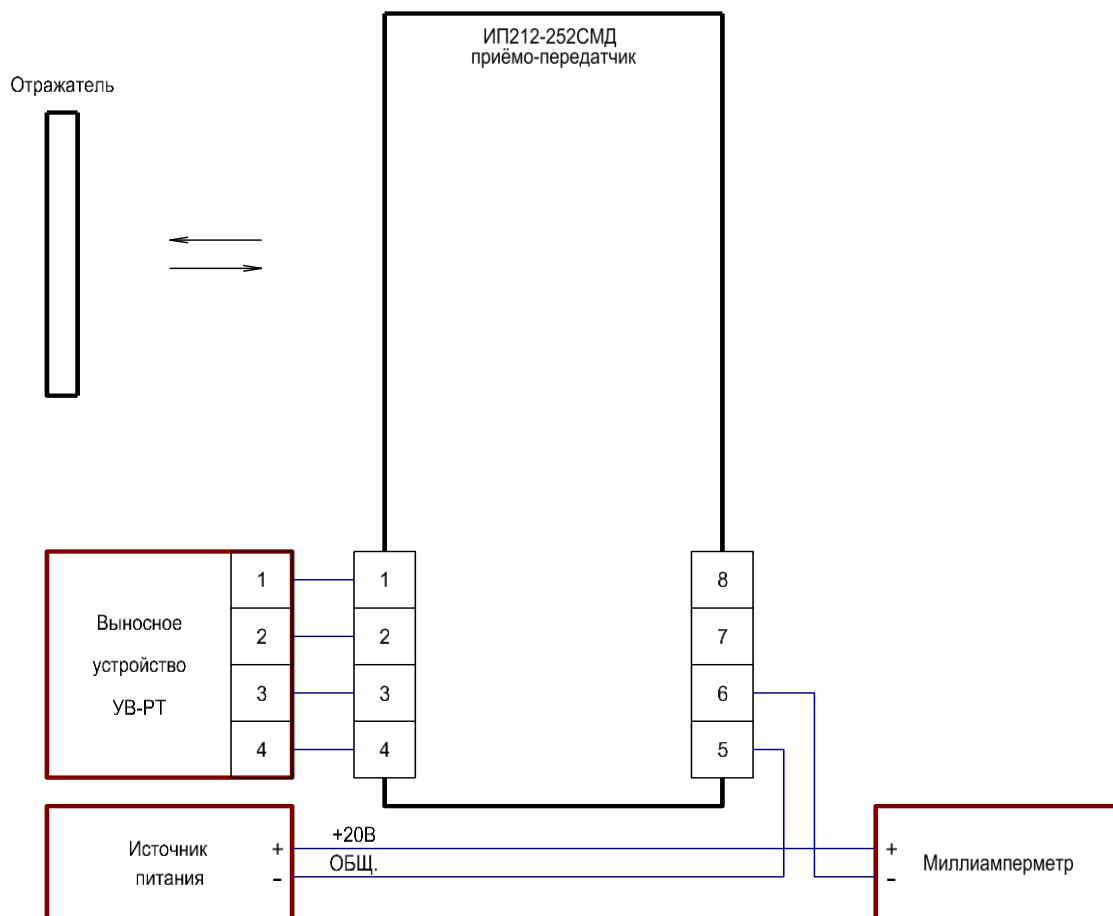 ИП212-252СМД
приёмо-передатчик
Отражатель
Выносное
устройство
УВ-РТ
1
2
3
4
1
2
3
4
8
7
6
5
Источник
питания
+
–
+20В
ОБЩ.
+
–
Миллиамперметр